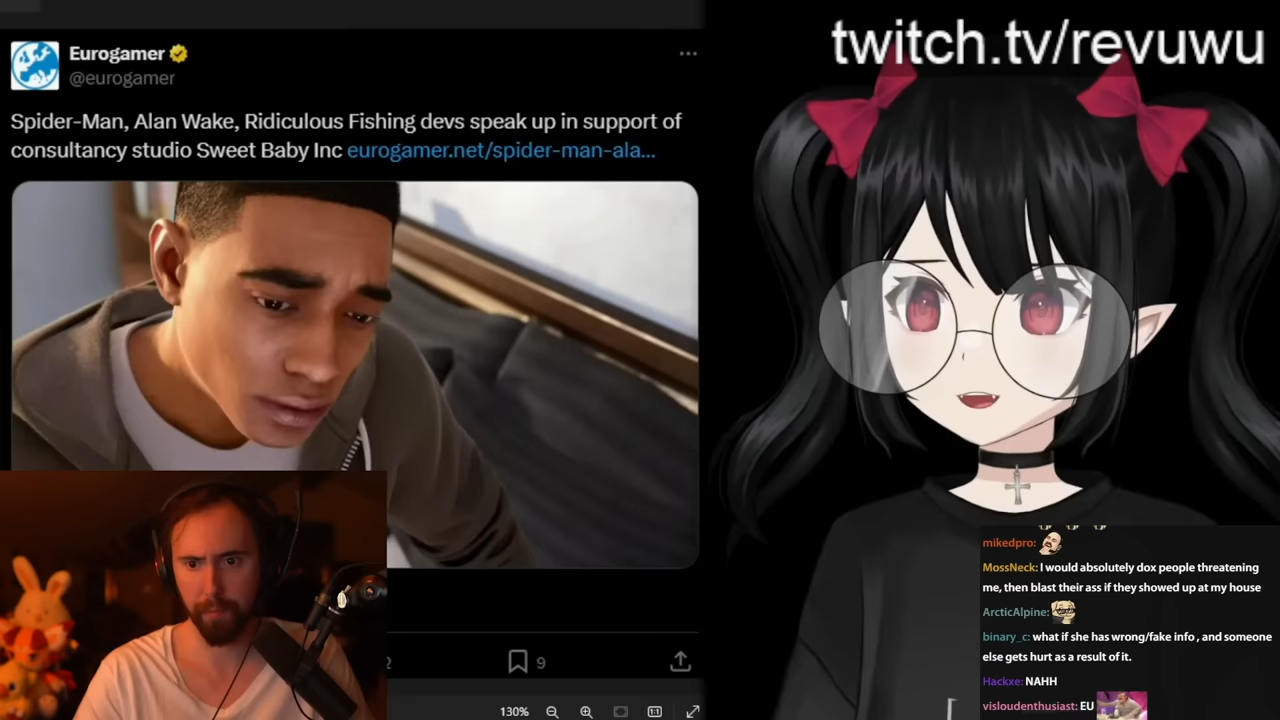 Eurogamer
@eurogamer
Spider-Man, Alan Wake, Ridiculous Fishing devs speak up in support of
consultancy studio Sweet Baby Inc eurogamer.net/spider-man-ala...
2
9
130%
1:1
twitch.tv/revuwu
mikedpro:
MossNeck: I would absolutely dox people threatening
me, then blast their ass if they showed up at my house
ArcticAlpine:
binary_c: what if she has wrong/fake info , and someone
else gets hurt as a result of it.
Hackxe: NAHH
visloudenthusiast: EU